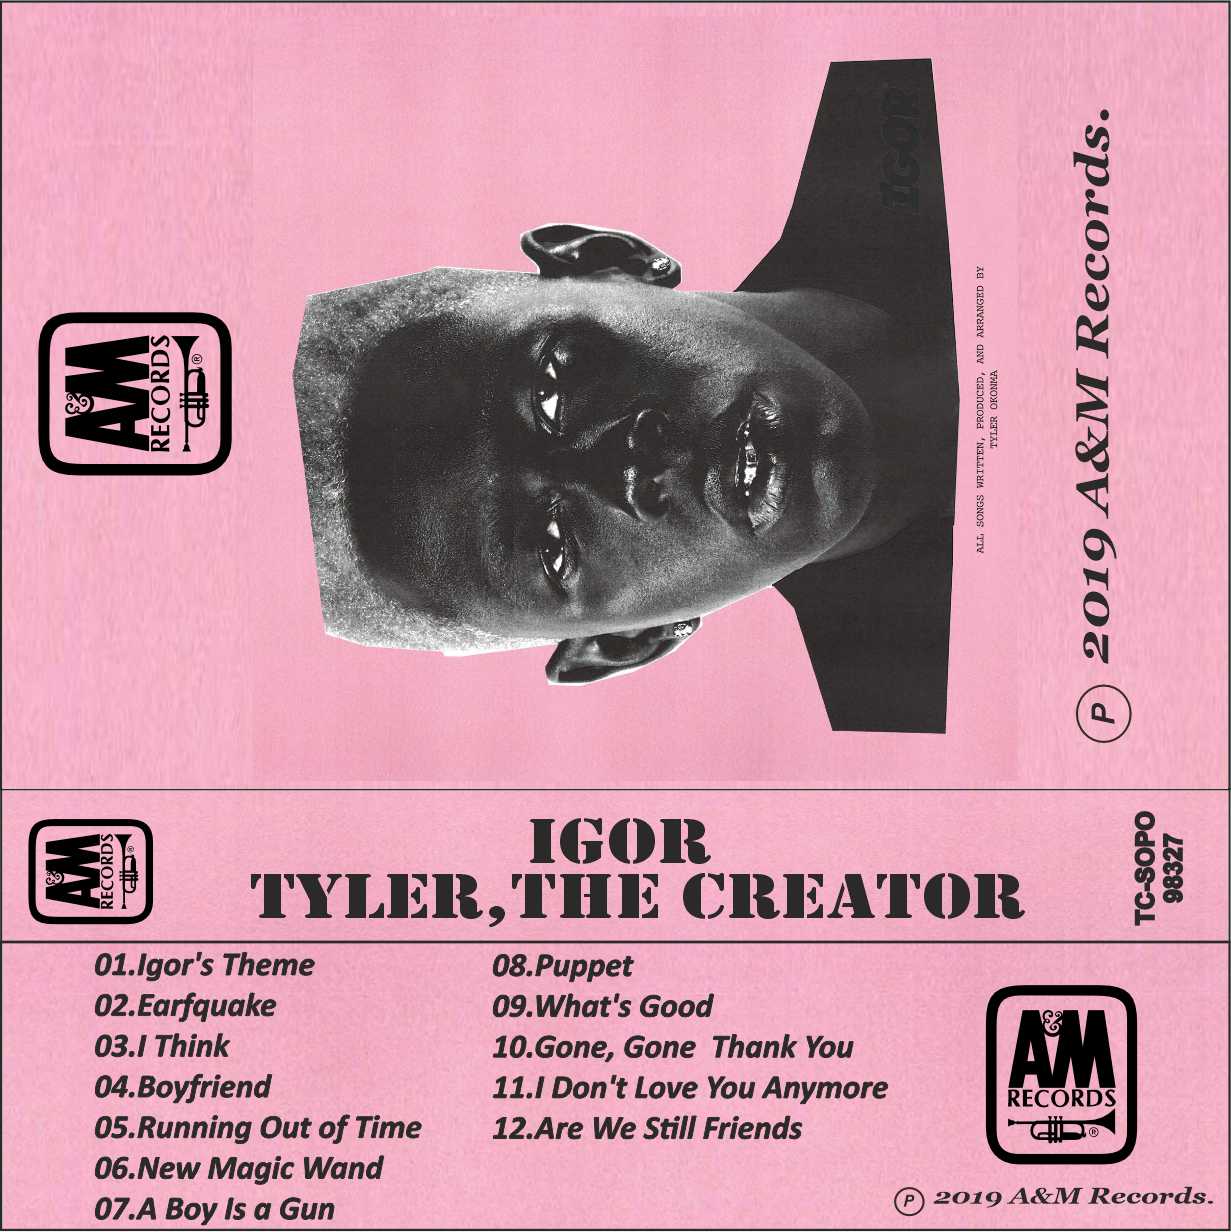 A&M
RECORDS
®
IGOR
ALL SONGS WRITTEN, PRODUCED, AND ARRANGED BY
TYLER OKONMA
Ⓟ 2019 A&M Records.
A&M
RECORDS
®
IGOR
TYLER,THE CREATOR
TC-SOPO
98327
01.Igor's Theme
02.Earfquake
03.I Think
04.Boyfriend
05.Running Out of Time
06.New Magic Wand
07.A Boy Is a Gun
08.Puppet
09.What's Good
10.Gone, Gone  Thank You
11.I Don't Love You Anymore
12.Are We Still Friends
A&M
RECORDS
®
Ⓟ 2019 A&M Records.